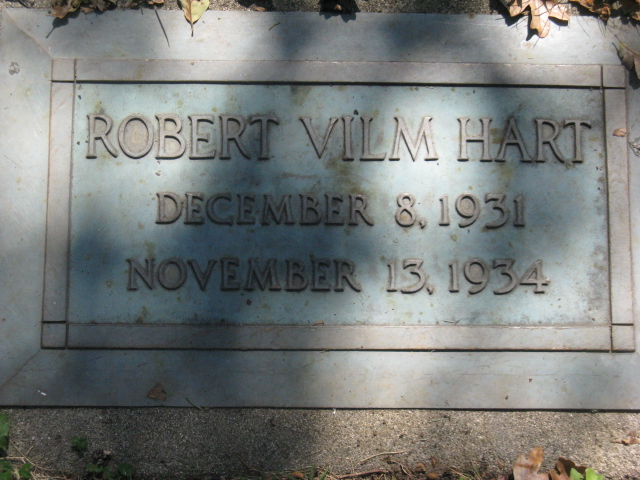 ROBERT VILM HART
DECEMBER 8, 1931
NOVEMBER 13, 1934